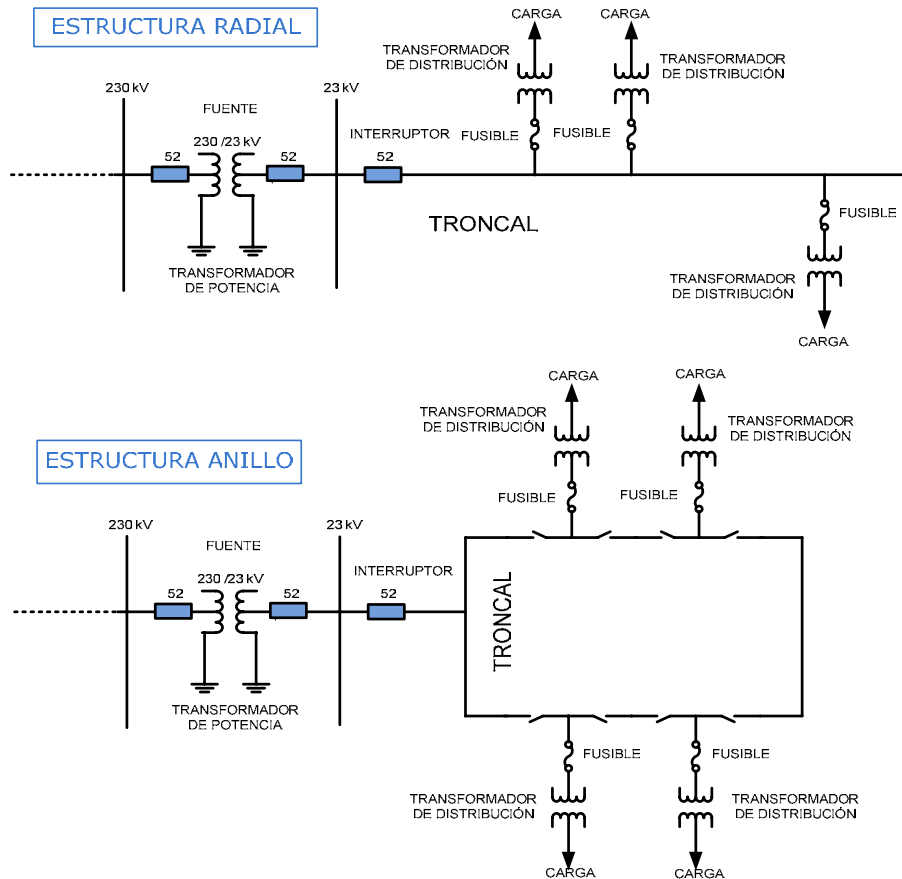 ESTRUCTURA RADIAL
CARGA
CARGA
TRANSFORMADOR
DE DISTRIBUCIÓN
TRANSFORMADOR
DE DISTRIBUCIÓN
230 kV
23 kV
FUENTE
230 /23 kV
INTERRUPTOR
FUSIBLE
FUSIBLE
52
52
52
TRONCAL
FUSIBLE
TRANSFORMADOR
DE POTENCIA
TRANSFORMADOR
DE DISTRIBUCIÓN
CARGA
ESTRUCTURA ANILLO
CARGA
CARGA
TRANSFORMADOR
DE DISTRIBUCIÓN
TRANSFORMADOR
DE DISTRIBUCIÓN
FUSIBLE
FUSIBLE
230 kV
23 kV
FUENTE
230 /23 kV
INTERRUPTOR
52
52
52
TRONCAL
TRANSFORMADOR
DE POTENCIA
FUSIBLE
FUSIBLE
TRANSFORMADOR
DE DISTRIBUCIÓN
TRANSFORMADOR
DE DISTRIBUCIÓN
CARGA
CARGA